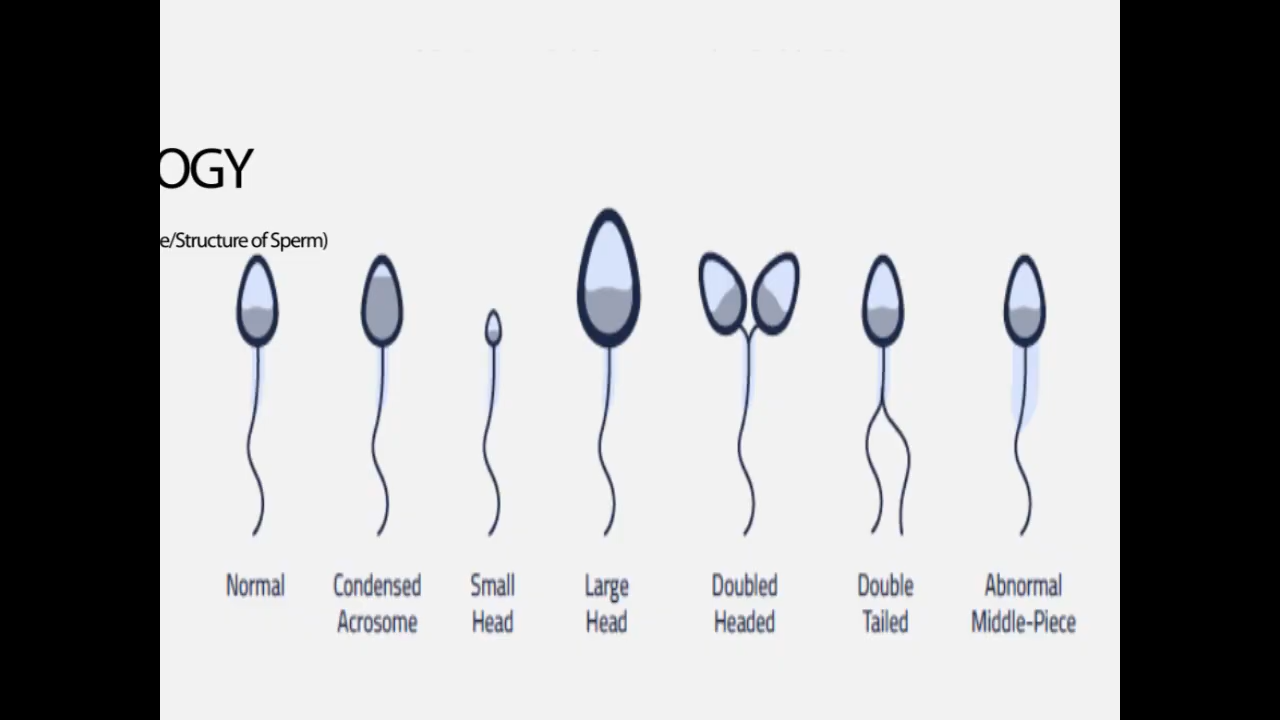 OGY
e/Structure of Sperm)
Normal
Condensed
Acrosome
Small
Head
Large
Head
Doubled
Headed
Double
Tailed
Abnormal
Middle-Piece